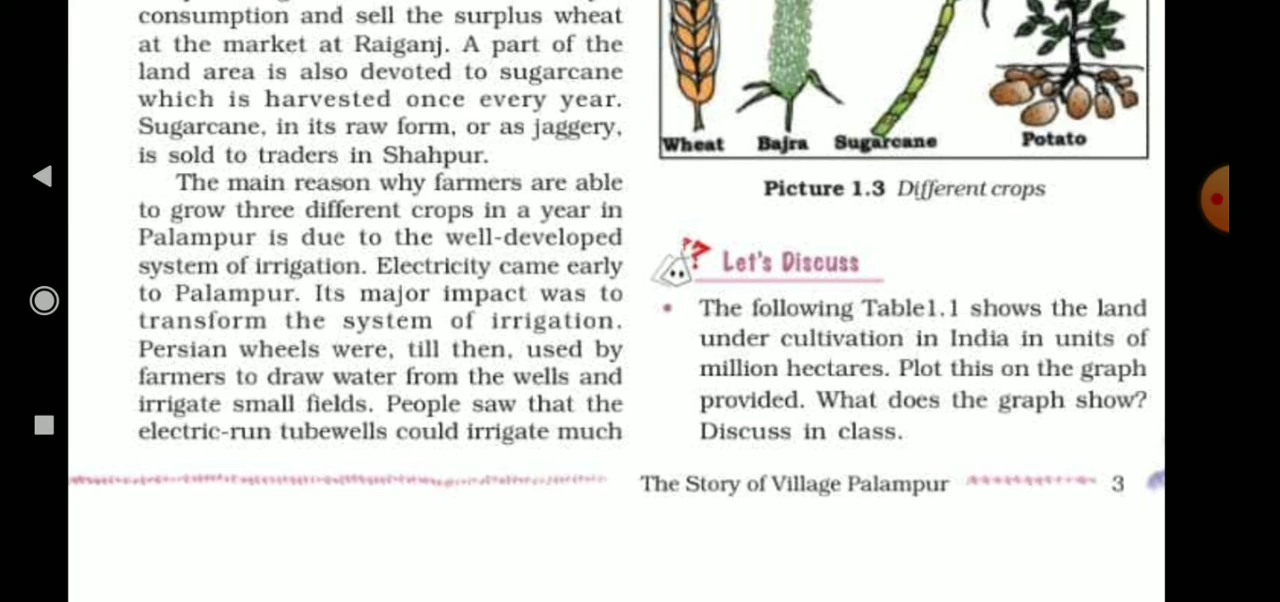 consumption and sell the surplus wheat
at the market at Raiganj. A part of the
land area is also devoted to sugarcane
which is harvested once every year.
Sugarcane, in its raw form, or as jaggery,
is sold to traders in Shahpur.
The main reason why farmers are able
to grow three different crops in a year in
Palampur is due to the well-developed
system of irrigation. Electricity came early
to Palampur. Its major impact was to
transform the system of irrigation.
Persian wheels were, till then, used by
farmers to draw water from the wells and
irrigate small fields. People saw that the
electric-run tubewells could irrigate much
Wheat Bajra Sugarcane Potato
Picture 1.3 Different crops
??
Let's Discuss
• The following Table1.1 shows the land
under cultivation in India in units of
million hectares. Plot this on the graph
provided. What does the graph show?
Discuss in class.
The Story of Village Palampur 3